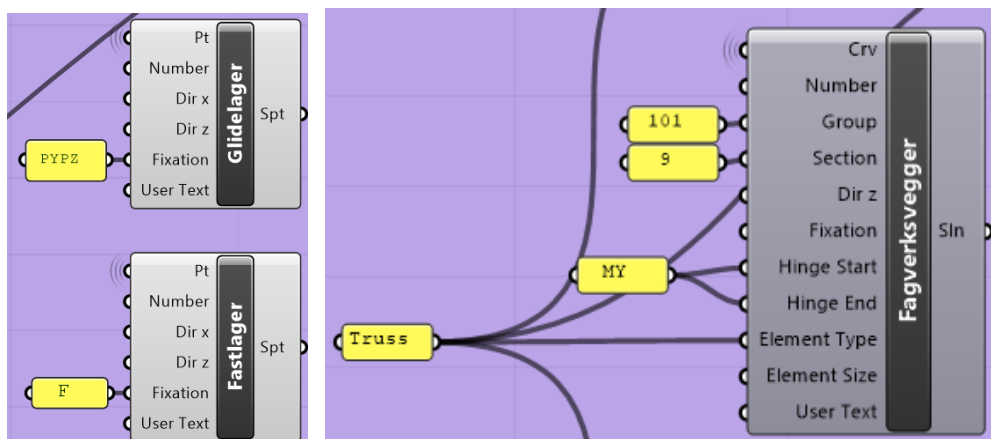 Pt
Number
Dir x
Dir z
Fixation
User Text
Glidelager
Spt
PYPZ
Pt
Number
Dir x
Dir z
Fixation
User Text
Fastlager
Spt
F
Crv
Number
Group
Section
Dir z
Fixation
Hinge Start
Hinge End
Element Type
Element Size
User Text
Fagverksvegger
Sln
101
9
MY
Truss